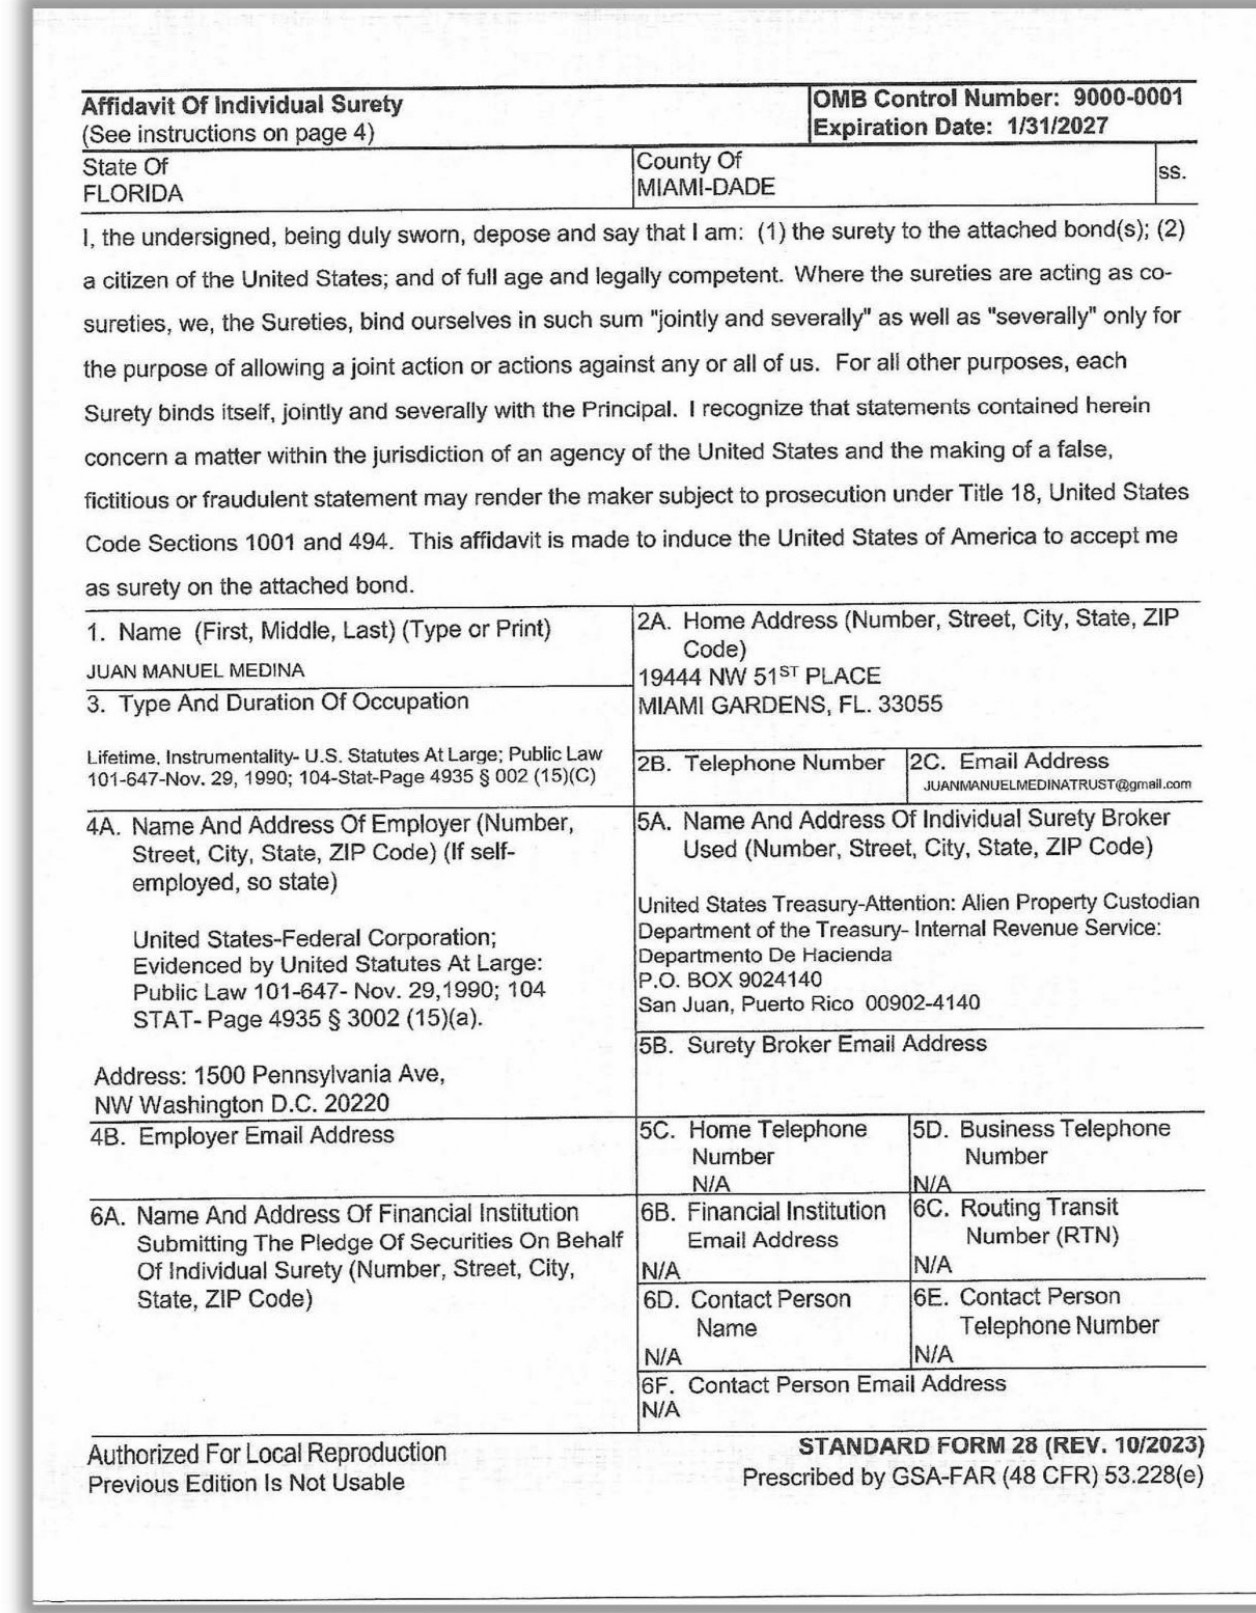 Affidavit Of Individual Surety
(See instructions on page 4)
OMB Control Number: 9000-0001
Expiration Date: 1/31/2027
State Of
FLORIDA
County Of
MIAMI-DADE
ss.
I, the undersigned, being duly sworn, depose and say that I am: (1) the surety to the attached bond(s); (2)
a citizen of the United States; and of full age and legally competent. Where the sureties are acting as co-
sureties, we, the Sureties, bind ourselves in such sum "jointly and severally" as well as "severally" only for
the purpose of allowing a joint action or actions against any or all of us. For all other purposes, each
Surety binds itself, jointly and severally with the Principal. I recognize that statements contained herein
concern a matter within the jurisdiction of an agency of the United States and the making of a false,
fictitious or fraudulent statement may render the maker subject to prosecution under Title 18, United States
Code Sections 1001 and 494. This affidavit is made to induce the United States of America to accept me
as surety on the attached bond.
1. Name (First, Middle, Last) (Type or Print)
JUAN MANUEL MEDINA
2A. Home Address (Number, Street, City, State, ZIP
Code)
19444 NW 51ST PLACE
MIAMI GARDENS, FL. 33055
3. Type And Duration Of Occupation
Lifetime, Instrumentality- U.S. Statutes At Large; Public Law
101-647-Nov. 29, 1990; 104-Stat-Page 4935 § 002 (15)(C)
2B. Telephone Number
2C. Email Address
JUANMANUELMEDINATRUST@gmail.com
4A. Name And Address Of Employer (Number,
Street, City, State, ZIP Code) (If self-
employed, so state)
United States-Federal Corporation;
Evidenced by United Statutes At Large:
Public Law 101-647- Nov. 29,1990; 104
STAT- Page 4935 § 3002 (15)(a).
Address: 1500 Pennsylvania Ave,
NW Washington D.C. 20220
5A. Name And Address Of Individual Surety Broker
Used (Number, Street, City, State, ZIP Code)
United States Treasury-Attention: Alien Property Custodian
Department of the Treasury- Internal Revenue Service:
Departmento De Hacienda
P.O. BOX 9024140
San Juan, Puerto Rico 00902-4140
5B. Surety Broker Email Address
4B. Employer Email Address
5C. Home Telephone
Number
N/A
5D. Business Telephone
Number
N/A
6A. Name And Address Of Financial Institution
Submitting The Pledge Of Securities On Behalf
Of Individual Surety (Number, Street, City,
State, ZIP Code)
6B. Financial Institution
Email Address
N/A
6C. Routing Transit
Number (RTN)
N/A
6D. Contact Person
Name
N/A
6E. Contact Person
Telephone Number
N/A
6F. Contact Person Email Address
N/A
Authorized For Local Reproduction
Previous Edition Is Not Usable
STANDARD FORM 28 (REV. 10/2023)
Prescribed by GSA-FAR (48 CFR) 53.228(e)